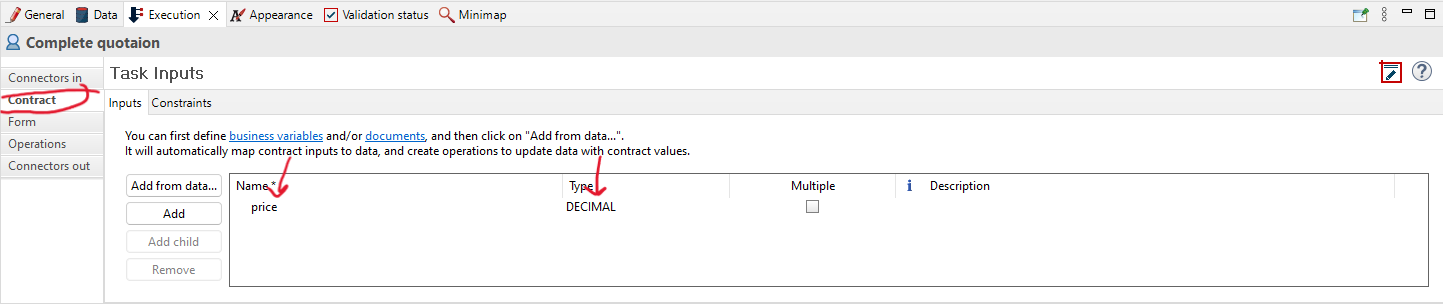 General Data Execution Appearance Validation status Minimap
Complete quotaion
Connectors in
Contract
Form
Operations
Connectors out
Task Inputs
Inputs Constraints
You can first define business variables and/or documents, and then click on "Add from data...".
It will automatically map contract inputs to data, and create operations to update data with contract values.
Add from data...
Add
Add child
Remove
Name * Type Multiple i Description
price DECIMAL